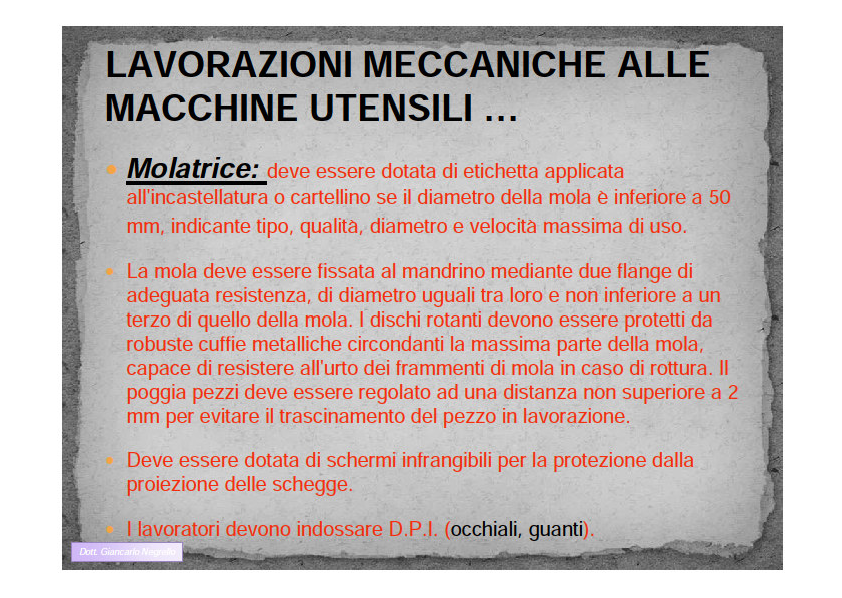 LAVORAZIONI MECCANICHE ALLE
MACCHINE UTENSILI ...
Molatrice: deve essere dotata di etichetta applicata
all'incastellatura o cartellino se il diametro della mola è inferiore a 50
mm, indicante tipo, qualità, diametro e velocità massima di uso.
La mola deve essere fissata al mandrino mediante due flange di
adeguata resistenza, di diametro uguali tra loro e non inferiore a un
terzo di quello della mola. I dischi rotanti devono essere protetti da
robuste cuffie metalliche circondanti la massima parte della mola,
capace di resistere all'urto dei frammenti di mola in caso di rottura. Il
poggia pezzi deve essere regolato ad una distanza non superiore a 2
mm per evitare il trascinamento del pezzo in lavorazione.
Deve essere dotata di schermi infrangibili per la protezione dalla
proiezione delle schegge.
I lavoratori devono indossare D.P.I. (occhiali, guanti).
Dott. Giancarlo Negrello